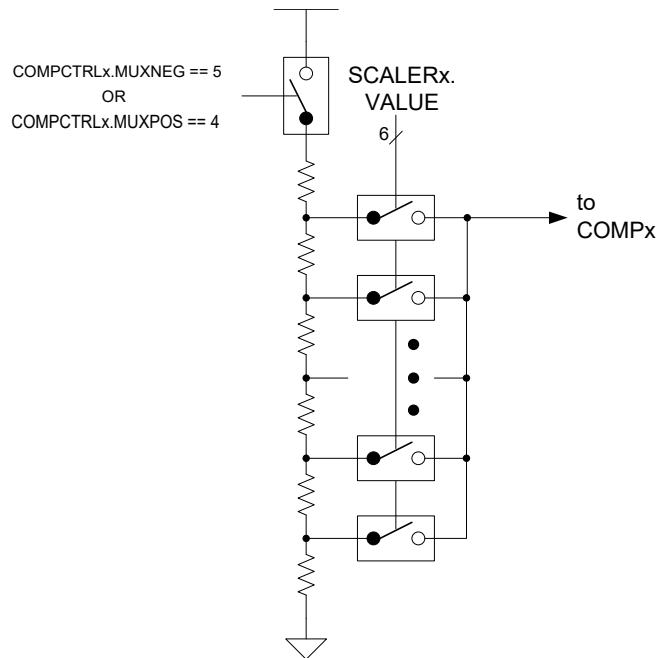 COMPCTRLx.MUXNEG == 5
OR
COMPCTRLx.MUXPOS == 4
SCALERx.
VALUE
6
to
COMPx